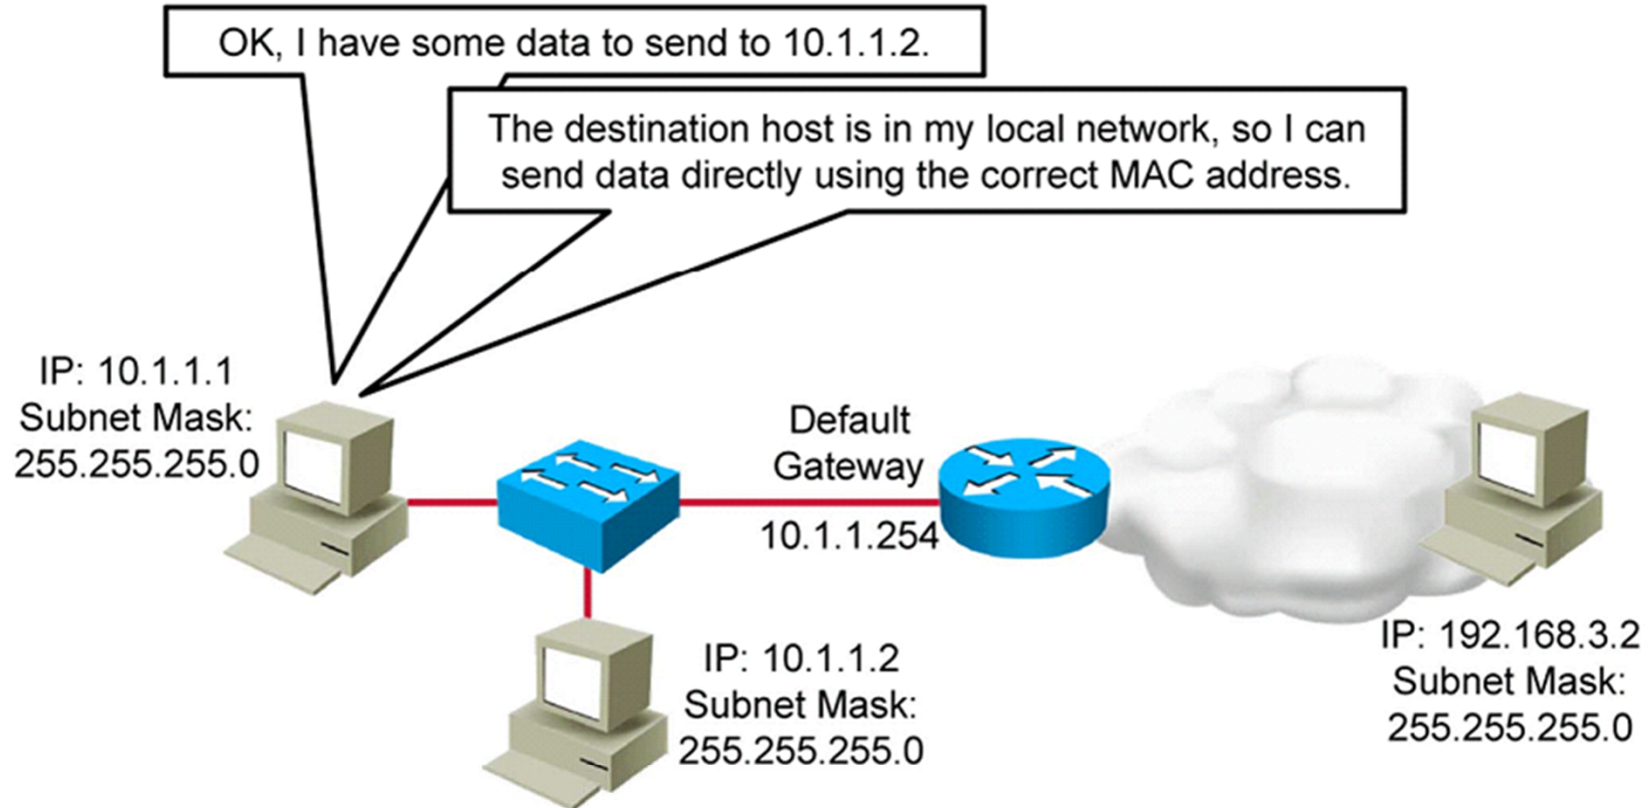 OK, I have some data to send to 10.1.1.2.
The destination host is in my local network, so I can
send data directly using the correct MAC address.
IP: 10.1.1.1
Subnet Mask:
255.255.255.0
Default
Gateway
10.1.1.254
IP: 10.1.1.2
Subnet Mask:
255.255.255.0
IP: 192.168.3.2
Subnet Mask:
255.255.255.0